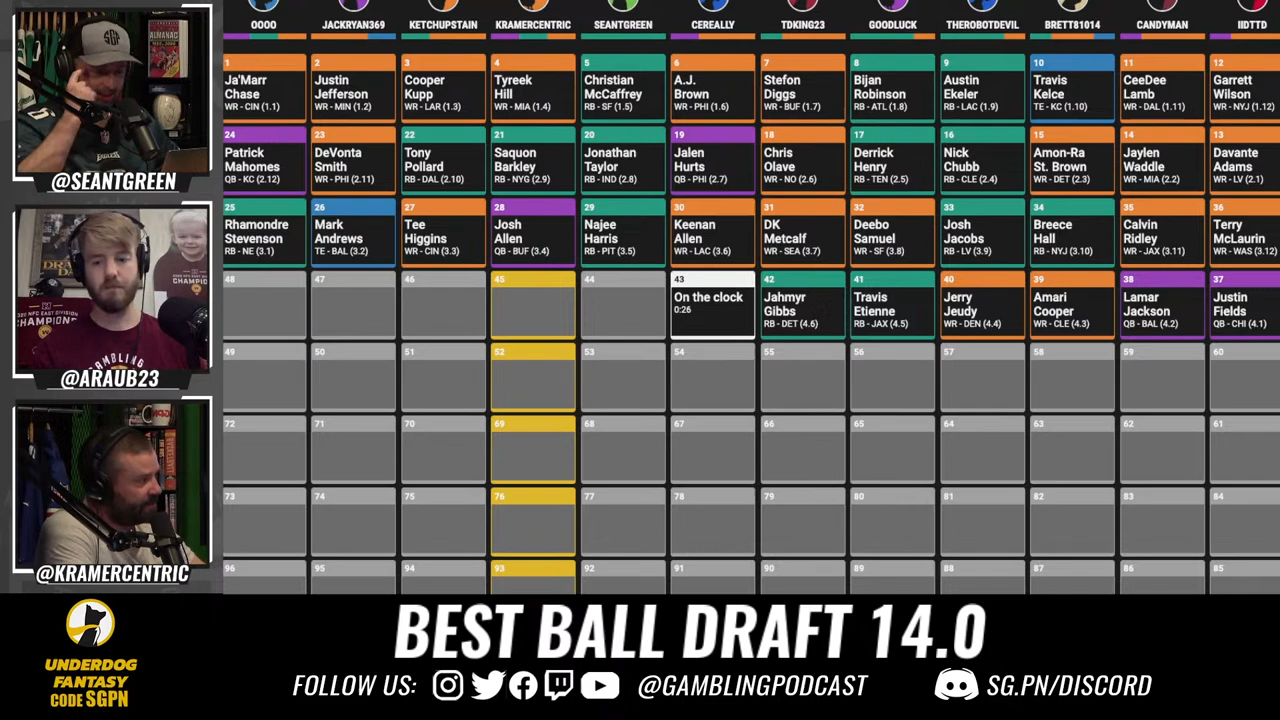 OOOO JACKRYAN369 KETCHUPSTAIN KRAMERCENTRIC SEANTGREEN CEREALLY TDKING23 GOODLUCK THEROBOTDEVIL BRETT81014 CANDYMAN IIDTTD
1 2 3 4 5 6 7 8 9 10 11 12
Ja'Marr Justin Cooper Tyreek Christian A.J. Stefon Bijan Austin Travis CeeDee Garrett
Chase Jefferson Kupp Hill McCaffrey Brown Diggs Robinson Ekeler Kelce Lamb Wilson
WR - CIN (1.1) WR - MIN (1.2) WR - LAR (1.3) WR - MIA (1.4) RB - SF (1.5) WR - PHI (1.6) WR - BUF (1.7) RB - ATL (1.8) RB - LAC (1.9) TE - KC (1.10) WR - DAL (1.11) WR - NYJ (1.12)
24 23 22 21 20 19 18 17 16 15 14 13
Patrick DeVonta Tony Saquon Jonathan Jalen Chris Derrick Nick Amon-Ra Jaylen Davante
Mahomes Smith Pollard Barkley Taylor Hurts Olave Henry Chubb St. Brown Waddle Adams
QB - KC (2.12) WR - PHI (2.11) RB - DAL (2.10) RB - NYG (2.9) RB - IND (2.8) QB - PHI (2.7) WR - NO (2.6) RB - TEN (2.5) RB - CLE (2.4) WR - DET (2.3) WR - MIA (2.2) WR - LV (2.1)
25 26 27 28 29 30 31 32 33 34 35 36
Rhamondre Mark Tee Josh Najee Keenan DK Deebo Josh Breece Calvin Terry
Stevenson Andrews Higgins Allen Harris Allen Metcalf Samuel Jacobs Hall Ridley McLaurin
RB - NE (3.1) TE - BAL (3.2) WR - CIN (3.3) QB - BUF (3.4) RB - PIT (3.5) WR - LAC (3.6) WR - SEA (3.7) WR - SF (3.8) RB - LV (3.9) RB - NYJ (3.10) WR - JAX (3.11) WR - WAS (3.12)
48 47 46 45 44 43 42 41 40 39 38 37
On the clock Jahmyr Travis Jerry Amari Lamar Justin
0:26 Gibbs Etienne Jeudy Cooper Jackson Fields
RB - DET (4.6) RB - JAX (4.5) WR - DEN (4.4) WR - CLE (4.3) QB - BAL (4.2) QB - CHI (4.1)
49 50 51 52 53 54 55 56 57 58 59 60
72 71 70 69 68 67 66 65 64 63 62 61
73 74 75 76 77 78 79 80 81 82 83 84
96 95 94 93 92 91 90 89 88 87 86 85
SGP
ALMANAC
EAGLES
@SEANTGREEN
CHAMPIONS
GAMBLING
@ARAUB23
@KRAMERCENTRIC
BEST BALL DRAFT 14.0
UNDERDOG
FANTASY
CODE SGPN
FOLLOW US: @GAMBLINGPODCAST SG.PN/DISCORD